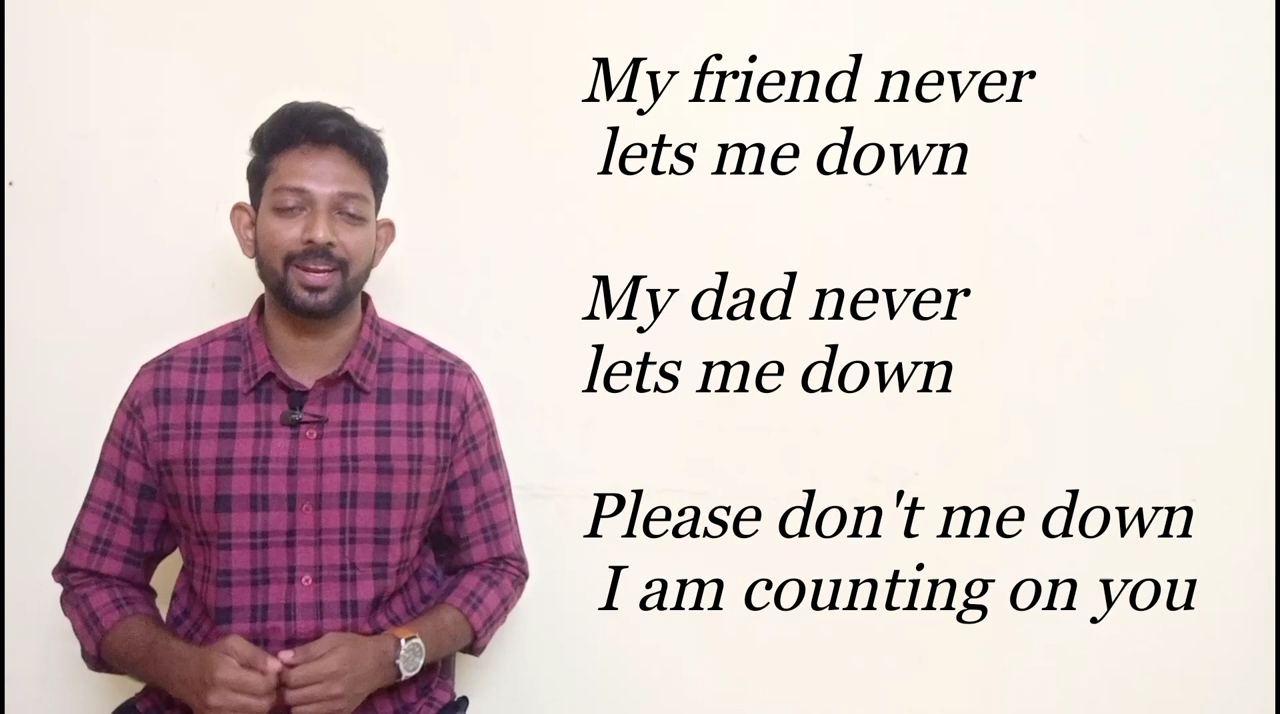 My friend never
lets me down
My dad never
lets me down
Please don't me down
I am counting on you